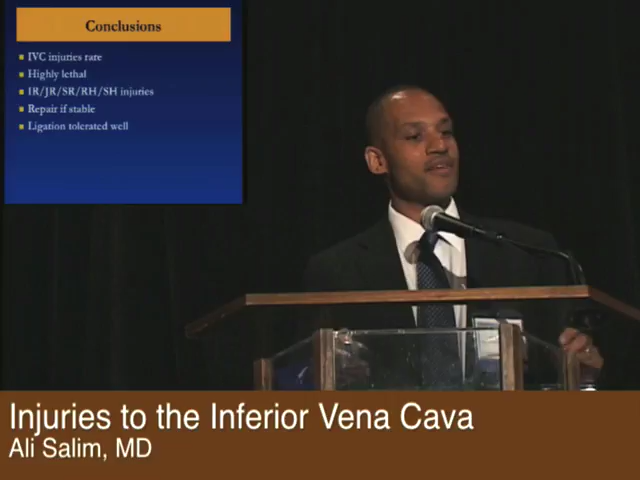 Conclusions
IVC injuries rare
Highly lethal
IR/JR/SR/RH/SH injuries
Repair if stable
Ligation tolerated well
Injuries to the Inferior Vena Cava
Ali Salim, MD